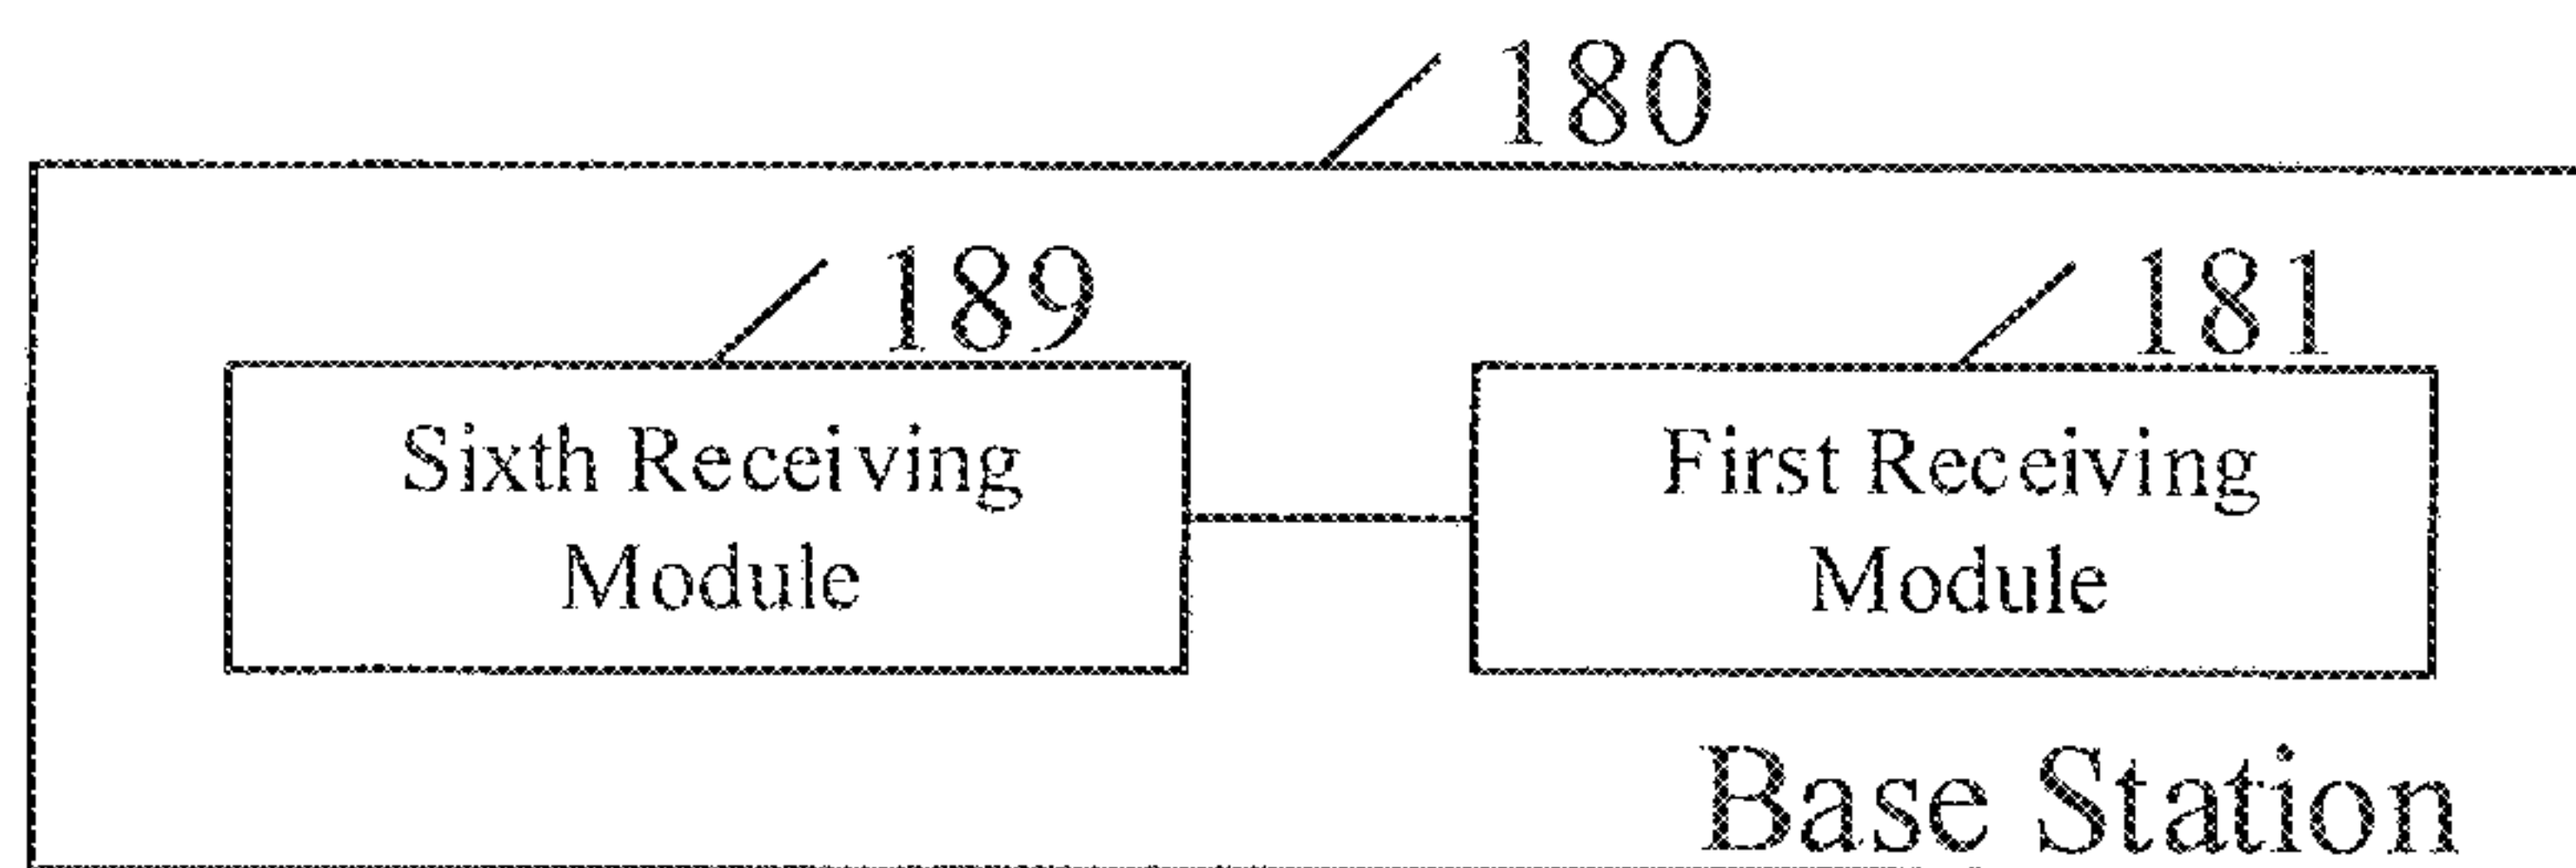 180
189
181
Sixth Receiving
Module
First Receiving
Module
Base Station